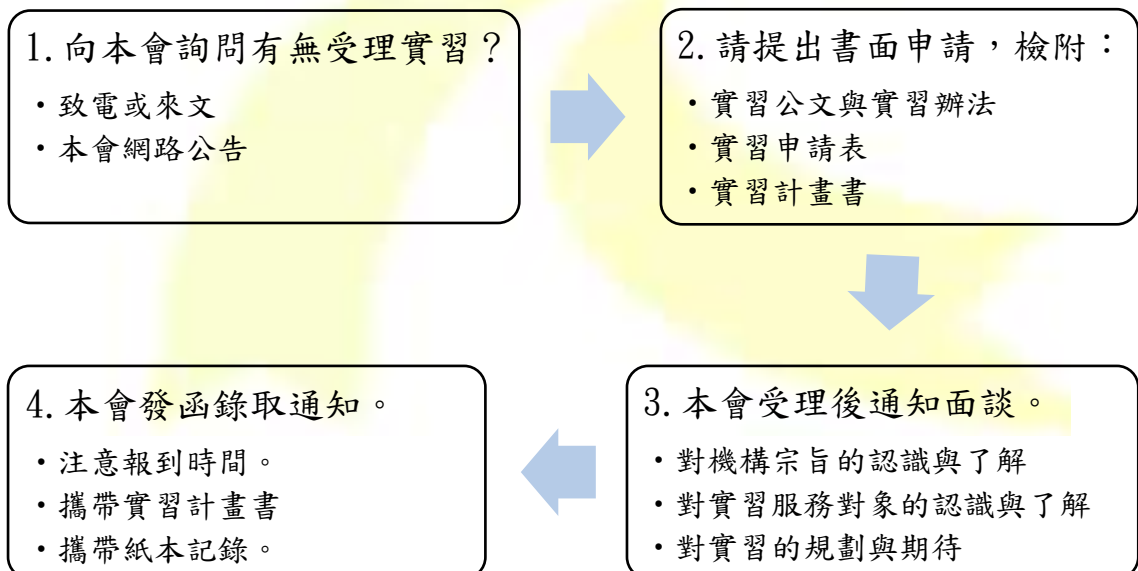 1.向本會詢問有無受理實習？
・致電或來文
・本會網路公告
2.請提出書面申請，檢附：
・實習公文與實習辦法
・實習申請表
・實習計畫書
3.本會受理後通知面談。
・對機構宗旨的認識與了解
・對實習服務對象的認識與了解
・對實習的規劃與期待
4.本會發函錄取通知。
・注意報到時間。
・攜帶實習計畫書
・攜帶紙本記錄。